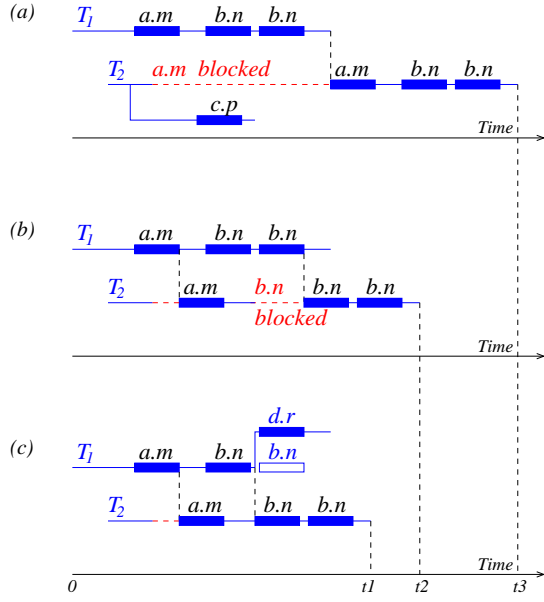 (a) T1 a.m b.n b.n
T2 a.m blocked a.m b.n b.n
c.p
Time
(b) T1 a.m b.n b.n
T2 a.m b.n b.n b.n
blocked
Time
d.r
(c) T1 a.m b.n b.n
T2 a.m b.n b.n
Time
0 t1 t2 t3